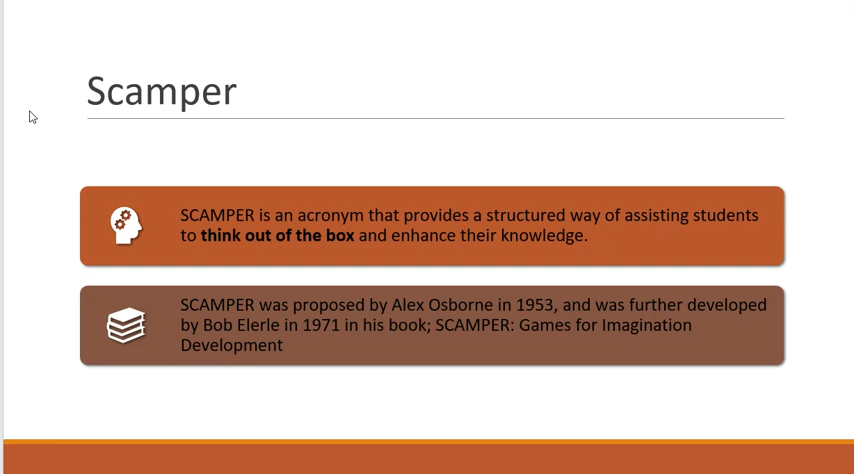 Scamper
SCAMPER is an acronym that provides a structured way of assisting students
to think out of the box and enhance their knowledge.
SCAMPER was proposed by Alex Osborne in 1953, and was further developed
by Bob Elerle in 1971 in his book; SCAMPER: Games for Imagination
Development